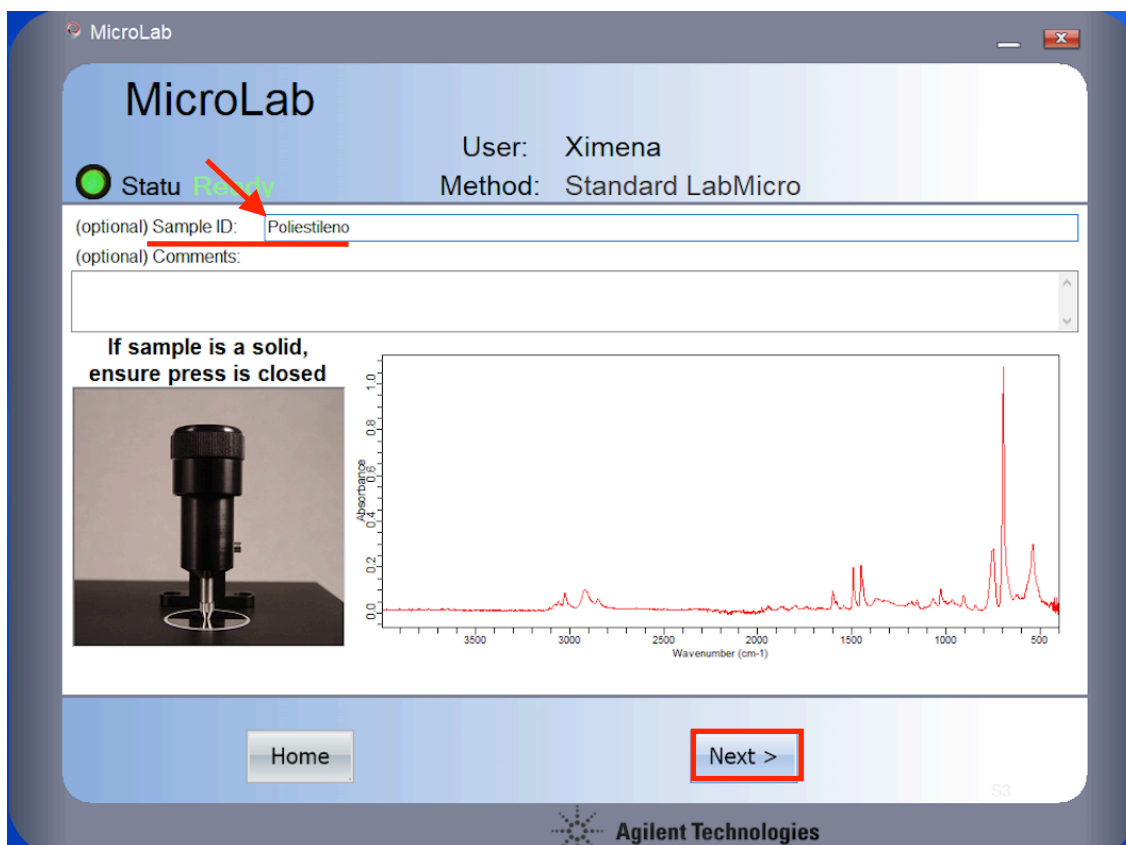 MicroLab
MicroLab
User: Ximena
Statu Ready
Method: Standard LabMicro
(optional) Sample ID: Poliestileno
(optional) Comments:
If sample is a solid,
ensure press is closed
Absorbance
1.0
0.8
0.6
0.4
0.2
0.0
3500 3000 2500 2000 1500 1000 500
Wavenumber (cm-1)
Home
Next >
S3
Agilent Technologies